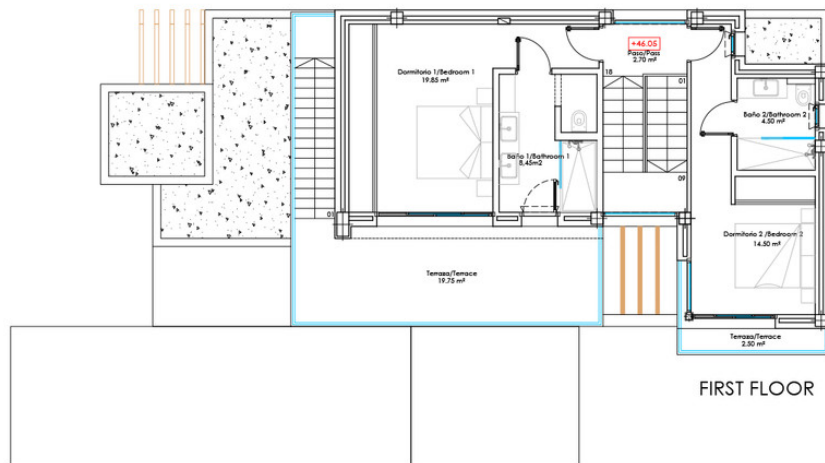 +46.05
Paso/Pass
2.70 m²
Dormitorio 1/Bedroom 1
19.85 m²
18
01
Baño 2/Bathroom 2
4.50 m²
Baño 1/Bathroom 1
8,45m2
09
01
Dormitorio 2 /Bedroom 2
14.50 m²
Terraza/Terrace
19.75 m²
Terraza/Terrace
2.50 m²
FIRST FLOOR